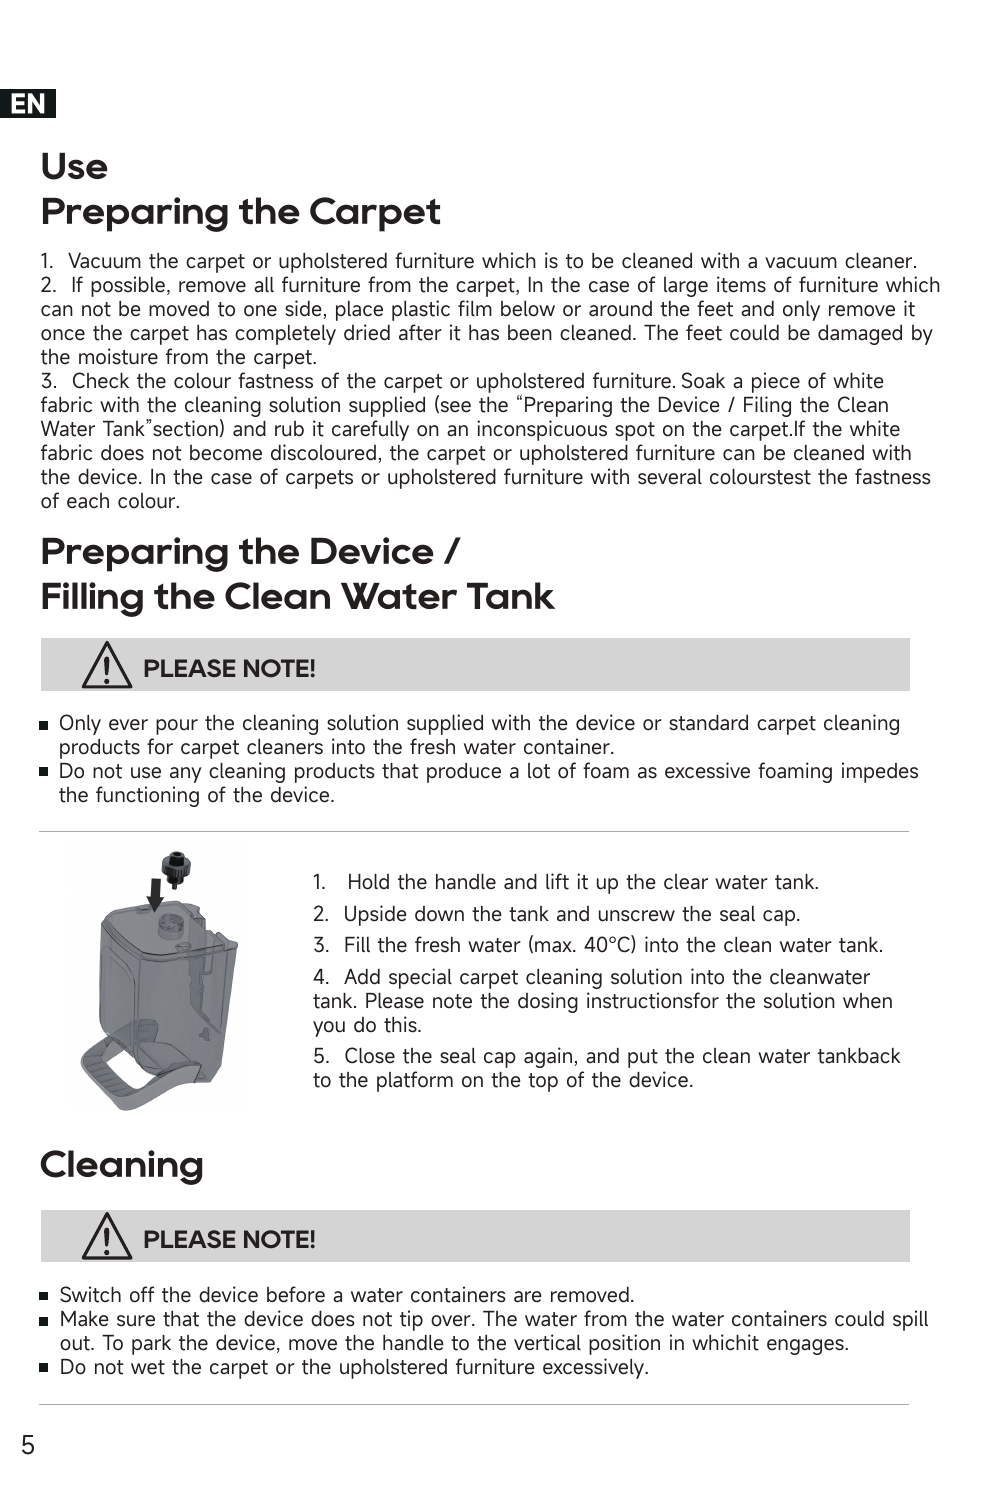 EN
Use
Preparing the Carpet
1. Vacuum the carpet or upholstered furniture which is to be cleaned with a vacuum cleaner.
2. If possible, remove all furniture from the carpet, In the case of large items of furniture which
can not be moved to one side, place plastic film below or around the feet and only remove it
once the carpet has completely dried after it has been cleaned. The feet could be damaged by
the moisture from the carpet.
3. Check the colour fastness of the carpet or upholstered furniture. Soak a piece of white
fabric with the cleaning solution supplied (see the “Preparing the Device / Filing the Clean
Water Tank”section) and rub it carefully on an inconspicuous spot on the carpet.If the white
fabric does not become discoloured, the carpet or upholstered furniture can be cleaned with
the device. In the case of carpets or upholstered furniture with several colourstest the fastness
of each colour.
Preparing the Device /
Filling the Clean Water Tank
PLEASE NOTE!
■ Only ever pour the cleaning solution supplied with the device or standard carpet cleaning
products for carpet cleaners into the fresh water container.
■ Do not use any cleaning products that produce a lot of foam as excessive foaming impedes
the functioning of the device.
1. Hold the handle and lift it up the clear water tank.
2. Upside down the tank and unscrew the seal cap.
3. Fill the fresh water (max. 40°C) into the clean water tank.
4. Add special carpet cleaning solution into the cleanwater
tank. Please note the dosing instructionsfor the solution when
you do this.
5. Close the seal cap again, and put the clean water tankback
to the platform on the top of the device.
Cleaning
PLEASE NOTE!
■ Switch off the device before a water containers are removed.
■ Make sure that the device does not tip over. The water from the water containers could spill
out. To park the device, move the handle to the vertical position in whichit engages.
■ Do not wet the carpet or the upholstered furniture excessively.
5